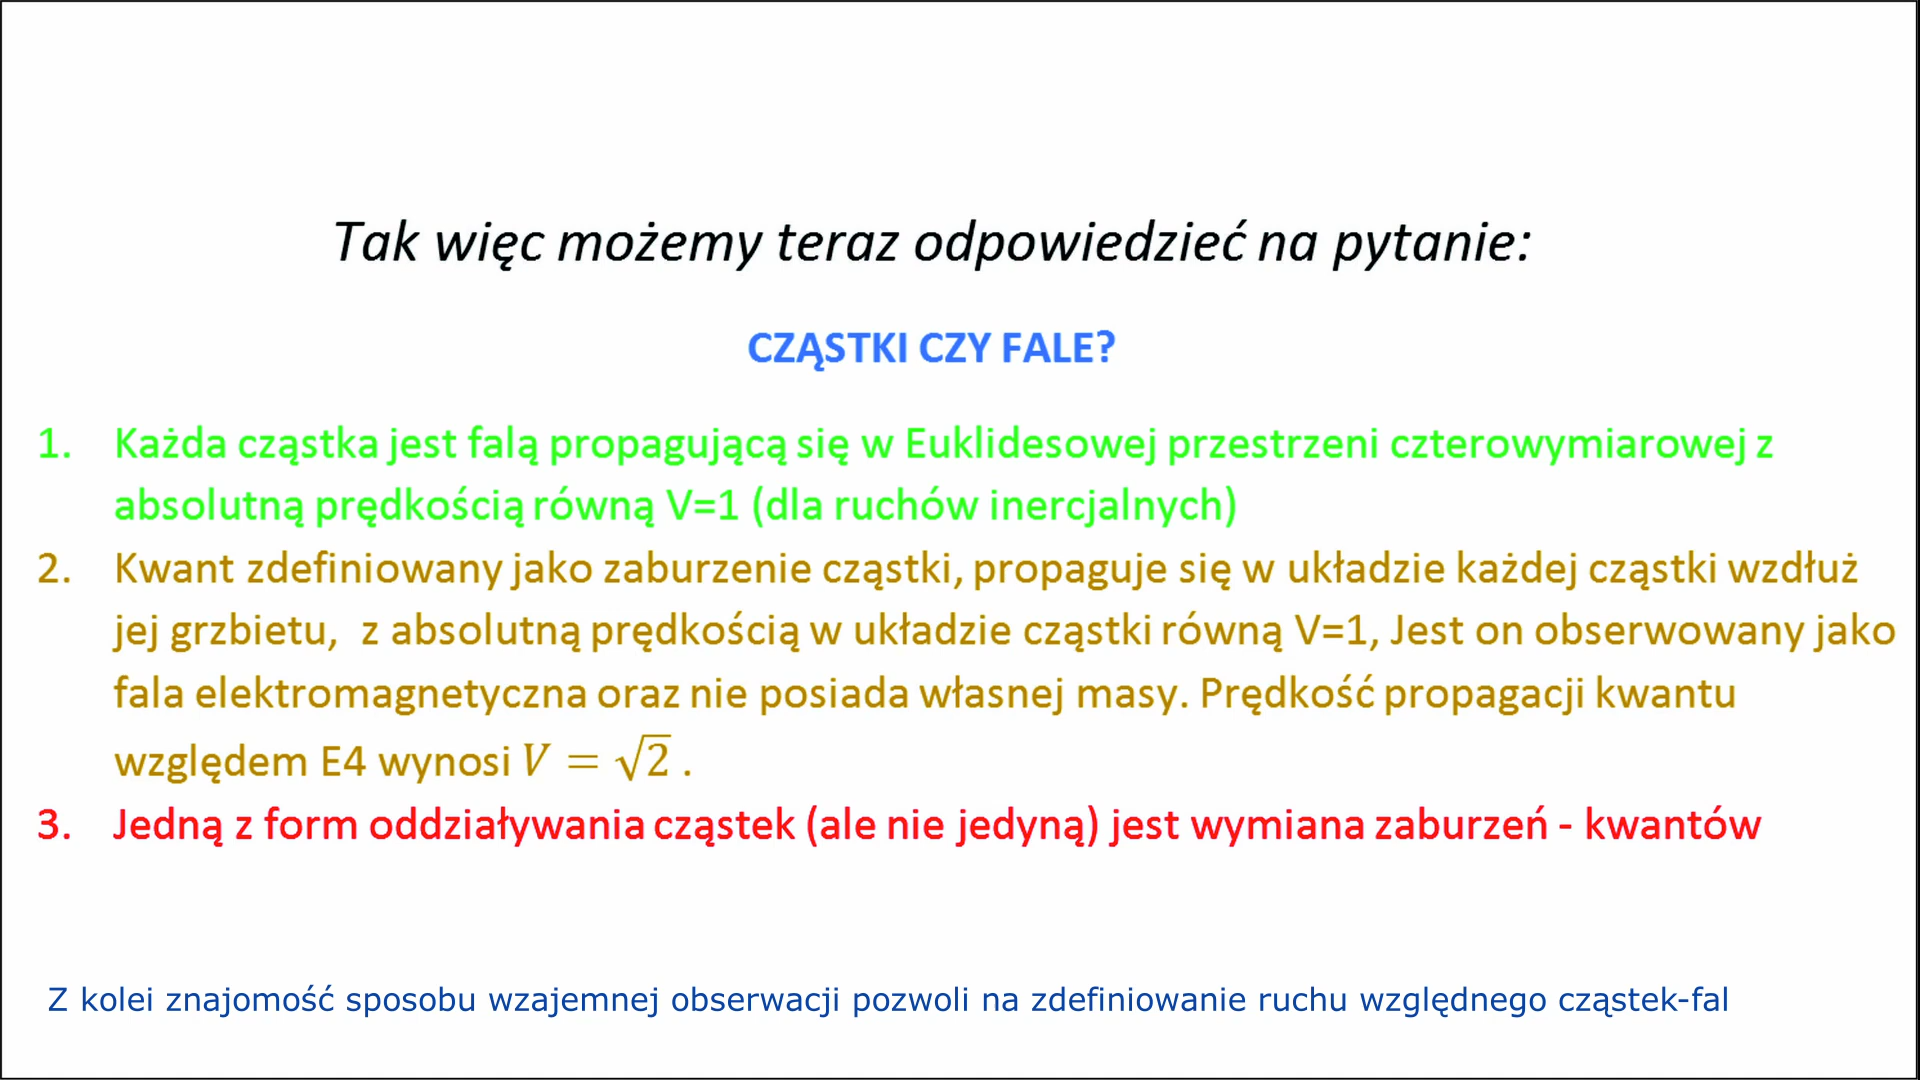 Tak więc możemy teraz odpowiedzieć na pytanie:
CZĄSTKI CZY FALE?
1. Każda cząstka jest falą propagującą się w Euklidesowej przestrzeni czterowymiarowej z
absolutną prędkością równą V=1 (dla ruchów inercjalnych)
2. Kwant zdefiniowany jako zaburzenie cząstki, propaguje się w układzie każdej cząstki wzdłuż
jej grzbietu, z absolutną prędkością w układzie cząstki równą V=1, Jest on obserwowany jako
fala elektromagnetyczna oraz nie posiada własnej masy. Prędkość propagacji kwantu
względem E4 wynosi V = √2 .
3. Jedną z form oddziaływania cząstek (ale nie jedyną) jest wymiana zaburzeń - kwantów
Z kolei znajomość sposobu wzajemnej obserwacji pozwoli na zdefiniowanie ruchu względnego cząstek-fal